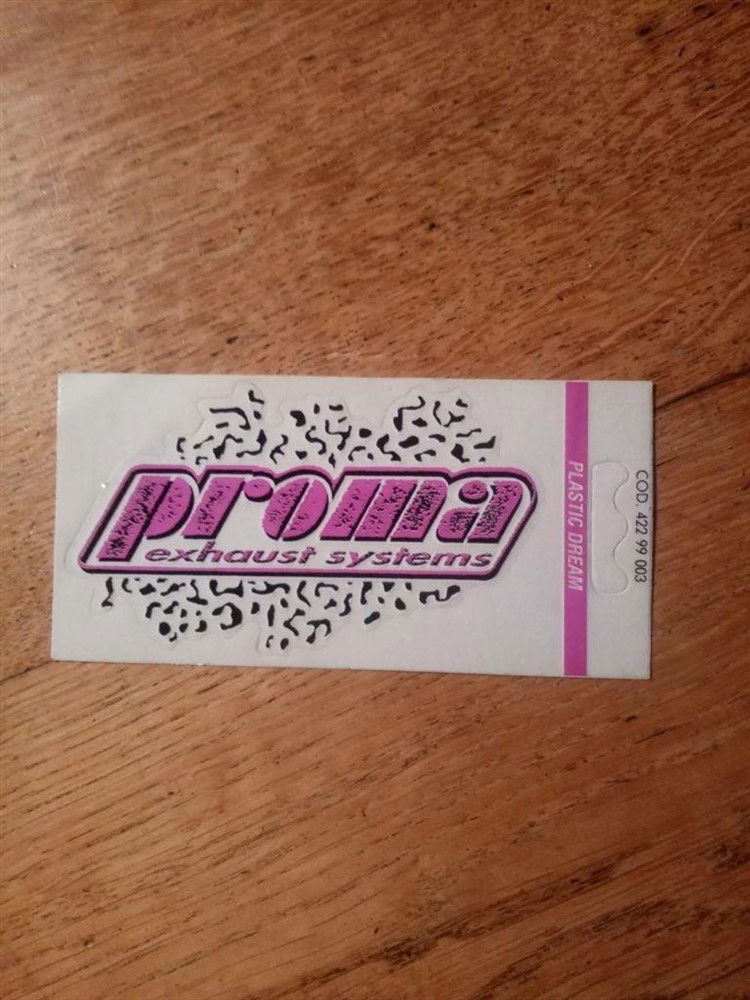 proma
exhaust systems
PLASTIC DREAM
COD. 422 99 003